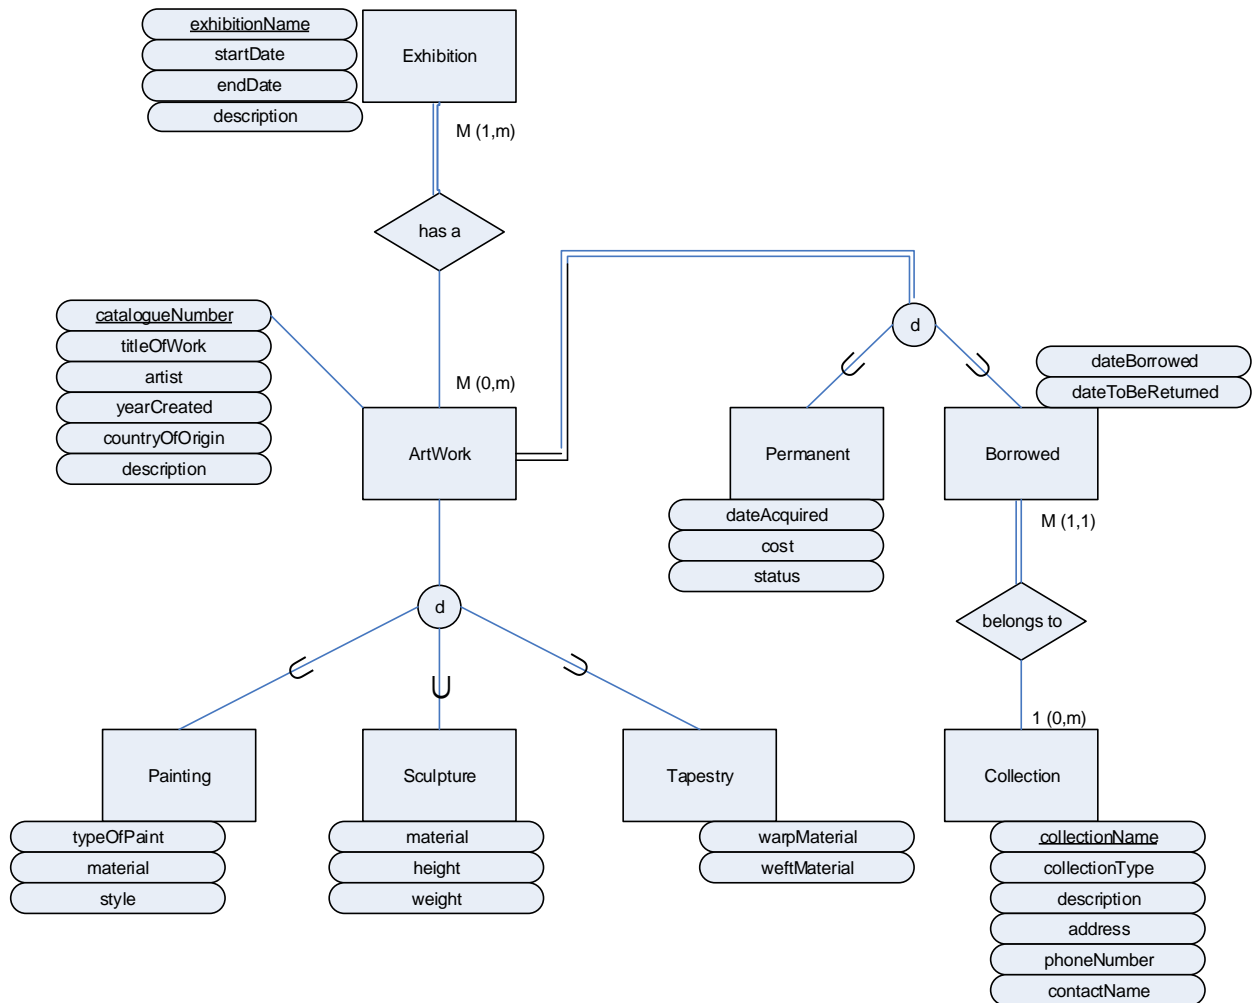 exhibitionName
startDate
endDate
description
Exhibition
M (1,m)
has a
catalogueNumber
titleOfWork
artist
yearCreated
countryOfOrigin
description
M (0,m)
ArtWork
d
Permanent
dateAcquired
cost
status
dateBorrowed
dateToBeReturned
Borrowed
M (1,1)
belongs to
1 (0,m)
d
Painting
typeOfPaint
material
style
Sculpture
material
height
weight
Tapestry
warpMaterial
weftMaterial
Collection
collectionName
collectionType
description
address
phoneNumber
contactName